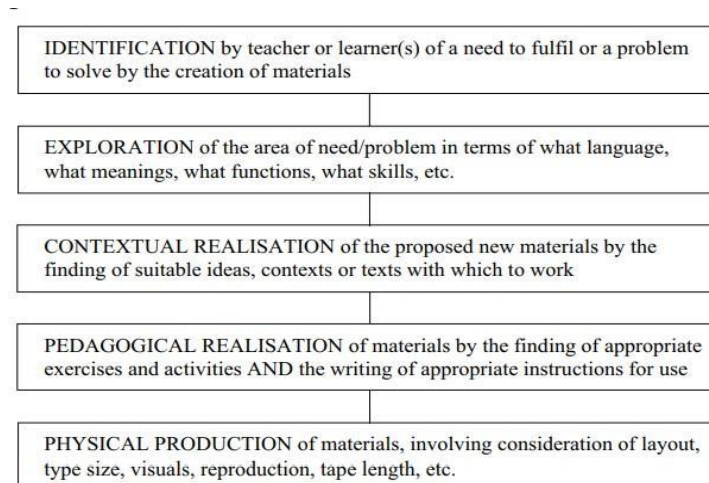 IDENTIFICATION by teacher or learner(s) of a need to fulfil or a problem
to solve by the creation of materials
EXPLORATION of the area of need/problem in terms of what language,
what meanings, what functions, what skills, etc.
CONTEXTUAL REALISATION of the proposed new materials by the
finding of suitable ideas, contexts or texts with which to work
PEDAGOGICAL REALISATION of materials by the finding of appropriate
exercises and activities AND the writing of appropriate instructions for use
PHYSICAL PRODUCTION of materials, involving consideration of layout,
type size, visuals, reproduction, tape length, etc.